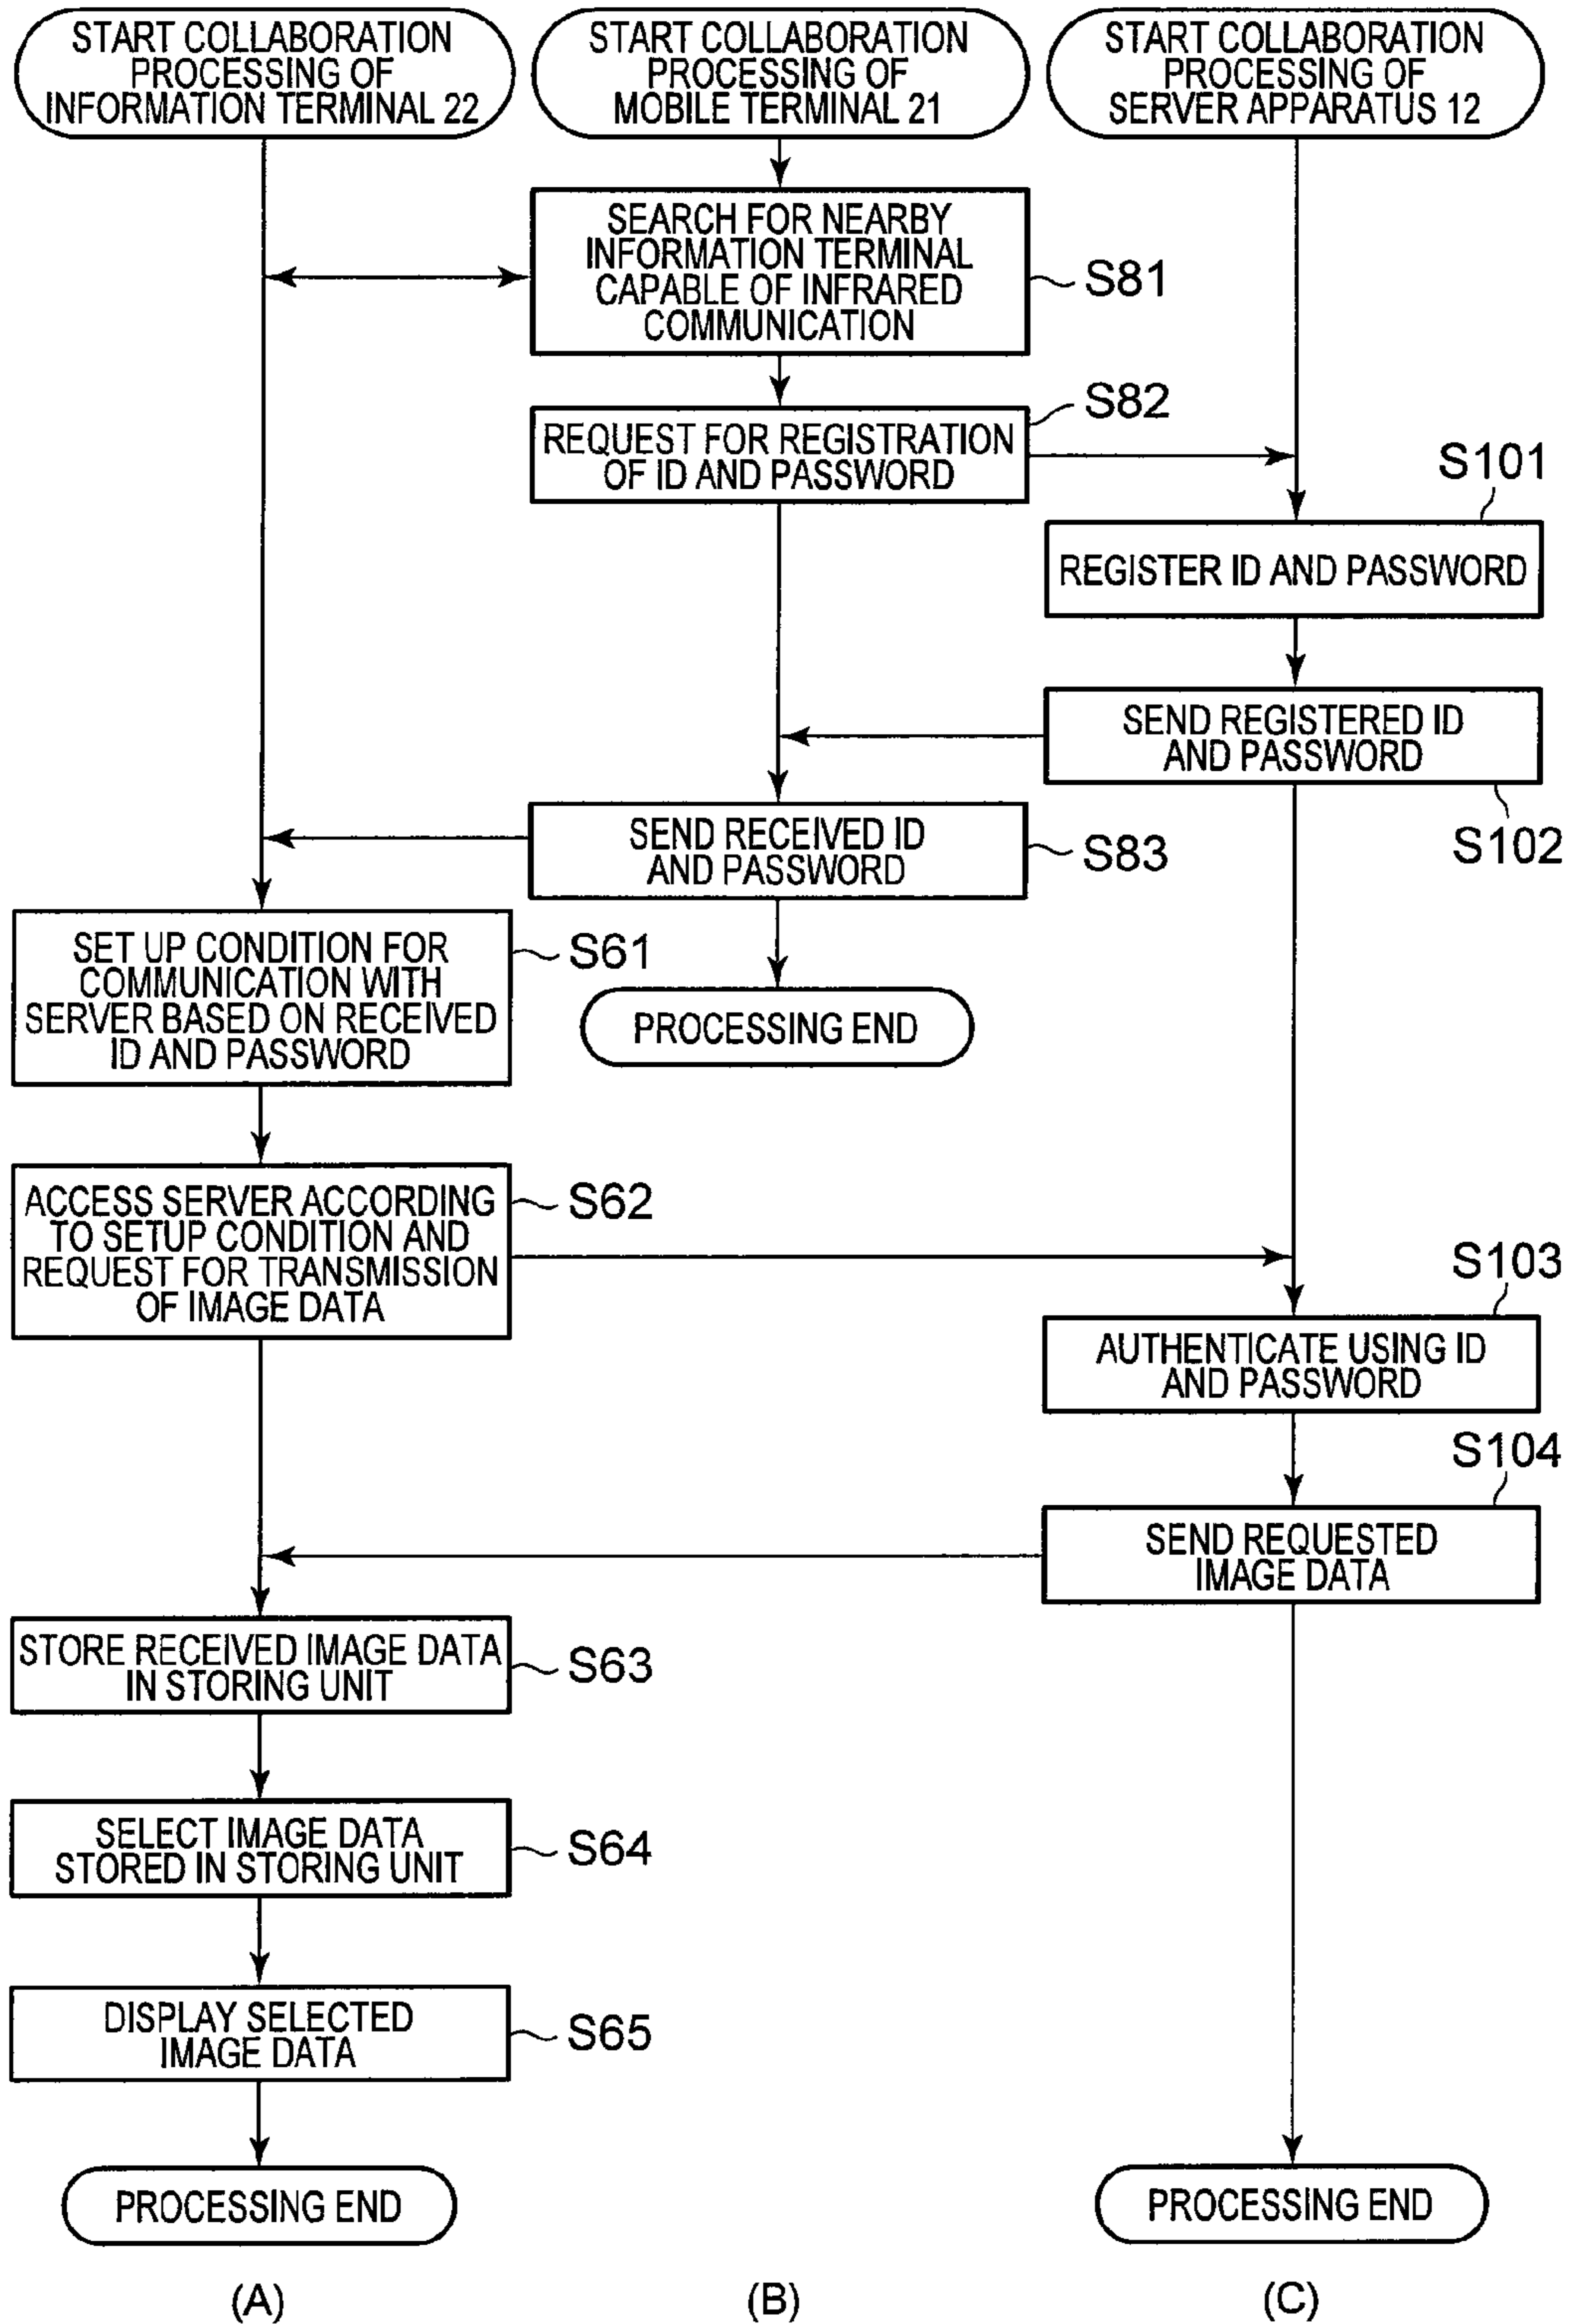 START COLLABORATION
PROCESSING OF
INFORMATION TERMINAL 22
START COLLABORATION
PROCESSING OF
MOBILE TERMINAL 21
START COLLABORATION
PROCESSING OF
SERVER APPARATUS 12
SEARCH FOR NEARBY
INFORMATION TERMINAL
CAPABLE OF INFRARED
COMMUNICATION
S81
REQUEST FOR REGISTRATION
OF ID AND PASSWORD
S82
S101
REGISTER ID AND PASSWORD
SEND REGISTERED ID
AND PASSWORD
S102
SEND RECEIVED ID
AND PASSWORD
S83
SET UP CONDITION FOR
COMMUNICATION WITH
SERVER BASED ON RECEIVED
ID AND PASSWORD
S61
PROCESSING END
ACCESS SERVER ACCORDING
TO SETUP CONDITION AND
REQUEST FOR TRANSMISSION
OF IMAGE DATA
S62
S103
AUTHENTICATE USING ID
AND PASSWORD
S104
SEND REQUESTED
IMAGE DATA
STORE RECEIVED IMAGE DATA
IN STORING UNIT
S63
SELECT IMAGE DATA
STORED IN STORING UNIT
S64
DISPLAY SELECTED
IMAGE DATA
S65
PROCESSING END
PROCESSING END
(A)
(B)
(C)